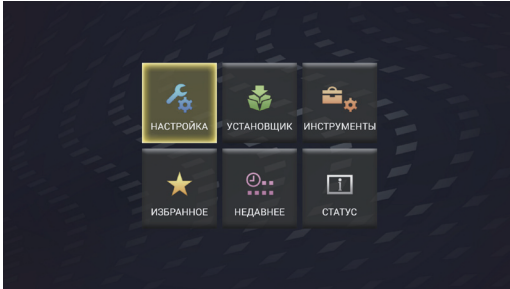 НАСТРОЙКА
УСТАНОВЩИК
ИНСТРУМЕНТЫ
ИЗБРАННОЕ
НЕДАВНЕЕ
СТАТУС